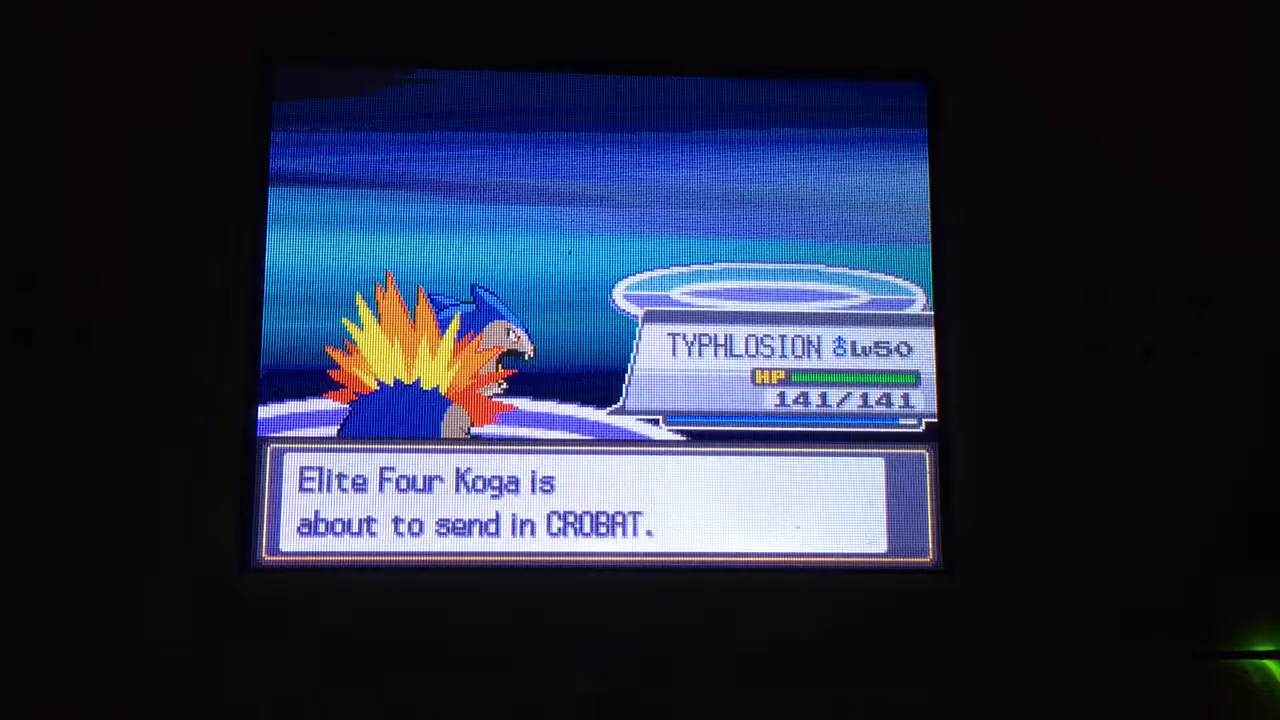 TYPHLOSION ♂Lv50
HP
141/141
Elite Four Koga is
about to send in CROBAT.